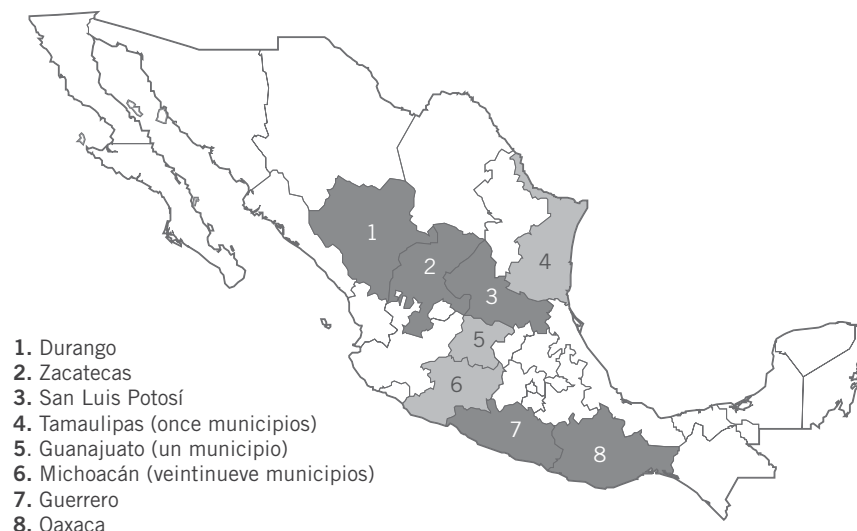 1
2
3
4
5
6
7
8
1. Durango
2. Zacatecas
3. San Luis Potosí
4. Tamaulipas (once municipios)
5. Guanajuato (un municipio)
6. Michoacán (veintinueve municipios)
7. Guerrero
8. Oaxaca